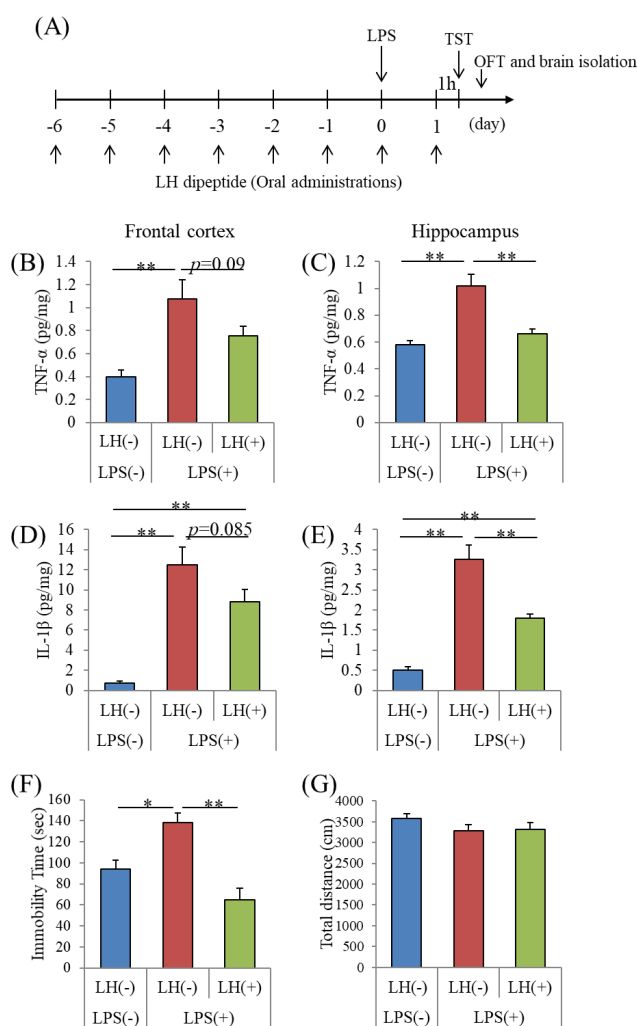 (A)
LPS
TST
OFT and brain isolation
1h
-6 -5 -4 -3 -2 -1 0 1 (day)
LH dipeptide (Oral administrations)
Frontal cortex
Hippocampus
(B)
TNF-α (pg/mg)
1.4
1.2
1
0.8
0.6
0.4
0.2
0
** p=0.09
LH(-) LH(-) LH(+)
LPS(-) LPS(+)
(C)
TNF-α (pg/mg)
1.2
1
0.8
0.6
0.4
0.2
0
** **
LH(-) LH(-) LH(+)
LPS(-) LPS(+)
(D)
IL-1β (pg/mg)
16
14
12
10
8
6
4
2
0
**
** p=0.085
LH(-) LH(-) LH(+)
LPS(-) LPS(+)
(E)
IL-1β (pg/mg)
4
3.5
3
2.5
2
1.5
1
0.5
0
**
** **
LH(-) LH(-) LH(+)
LPS(-) LPS(+)
(F)
Immobility Time (sec)
160
140
120
100
80
60
40
20
0
* **
LH(-) LH(-) LH(+)
LPS(-) LPS(+)
(G)
Total distance (cm)
4000
3500
3000
2500
2000
1500
1000
500
0
LH(-) LH(-) LH(+)
LPS(-) LPS(+)